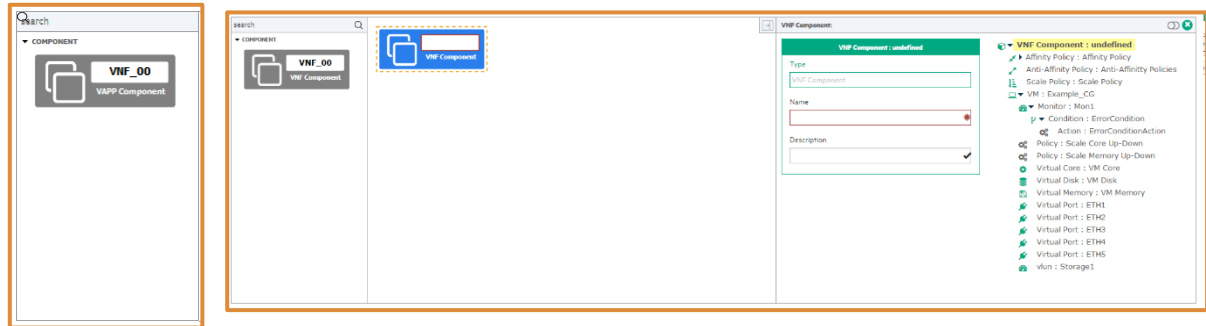 search
COMPONENT
VNF_00
VAPP Component
search
COMPONENT
VNF_00
VNF Component
VNF Component
VNF Component:
VNF Component : undefined
Type
VNF Component
Name
Description
VNF Component : undefined
Affinity Policy : Affinity Policy
Anti-Affinity Policy : Anti-Affinitty Policies
Scale Policy : Scale Policy
VM : Example_CG
Monitor : Mon1
Condition : ErrorCondition
Action : ErrorConditionAction
Policy : Scale Core Up-Down
Policy : Scale Memory Up-Down
Virtual Core : VM Core
Virtual Disk : VM Disk
Virtual Memory : VM Memory
Virtual Port : ETH1
Virtual Port : ETH2
Virtual Port : ETH3
Virtual Port : ETH4
Virtual Port : ETH5
vlun : Storage1